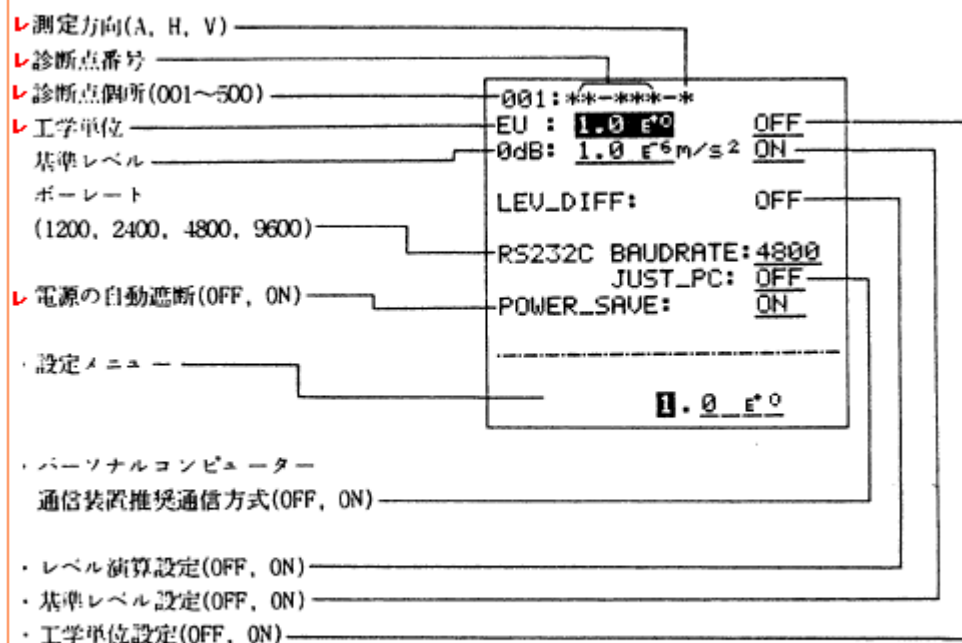 測定方向(A, H, V)
診断点番号
診断点個所(001〜500)
工学単位
基準レベル
ボーレート
(1200, 2400, 4800, 9600)
電源の自動遮断(OFF, ON)
・設定メニュー
・パーソナルコンピューター
通信装置推奨通信方式(OFF, ON)
・レベル演算設定(OFF, ON)
・基準レベル設定(OFF, ON)
・工学単位設定(OFF, ON)
001:**-***-*
EU : 1.0 E+0 OFF
0dB: 1.0 E-6m/s2 ON
LEV_DIFF: OFF
RS232C BAUDRATE:4800
JUST_PC: OFF
POWER_SAVE: ON
1.0 E+0